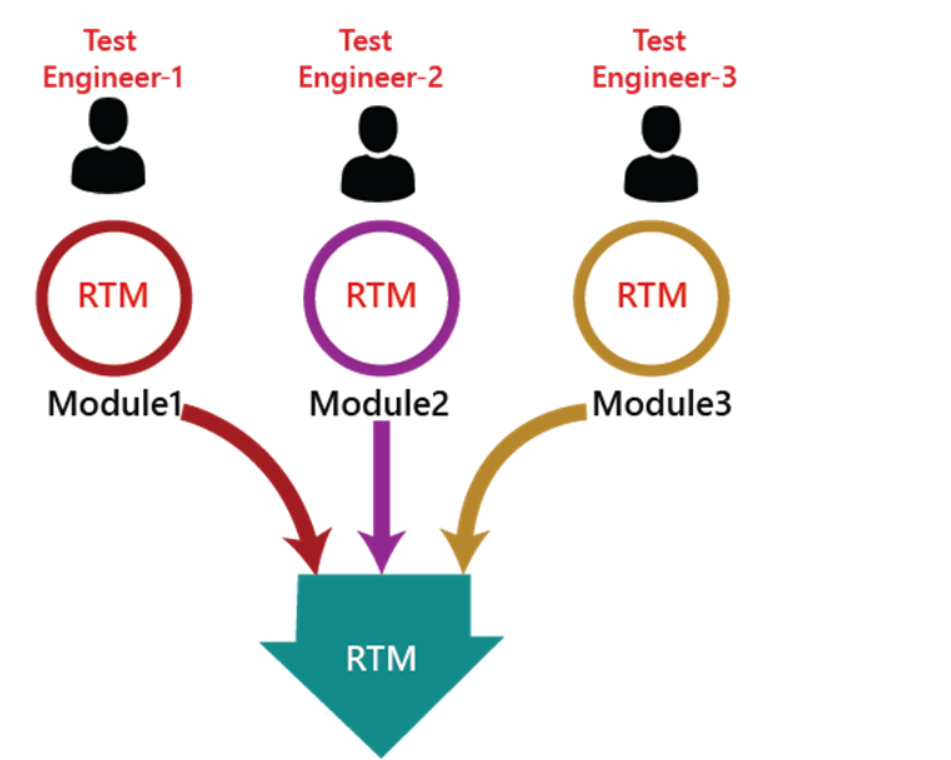 Test
Engineer-1
Test
Engineer-2
Test
Engineer-3
RTM
RTM
RTM
Module1
Module2
Module3
RTM